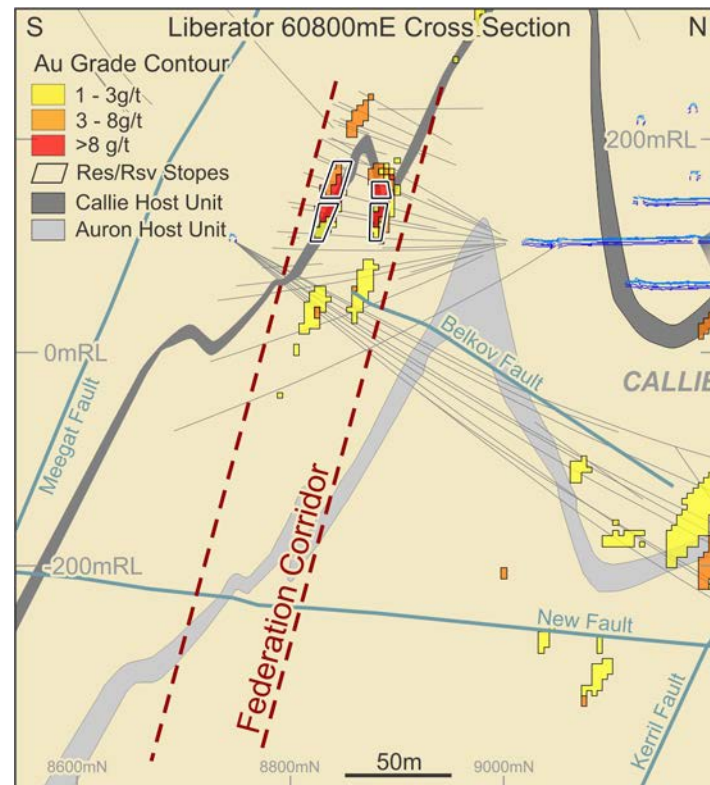 S
Liberator 60800mE Cross Section
N
Au Grade Contour
1 - 3g/t
3 - 8g/t
>8 g/t
Res/Rsv Stopes
Callie Host Unit
Auron Host Unit
200mRL
0mRL
-200mRL
Meegat Fault
Belkov Fault
CALLIE
Federation Corridor
New Fault
Kerril Fault
8600mN
8800mN
50m
9000mN